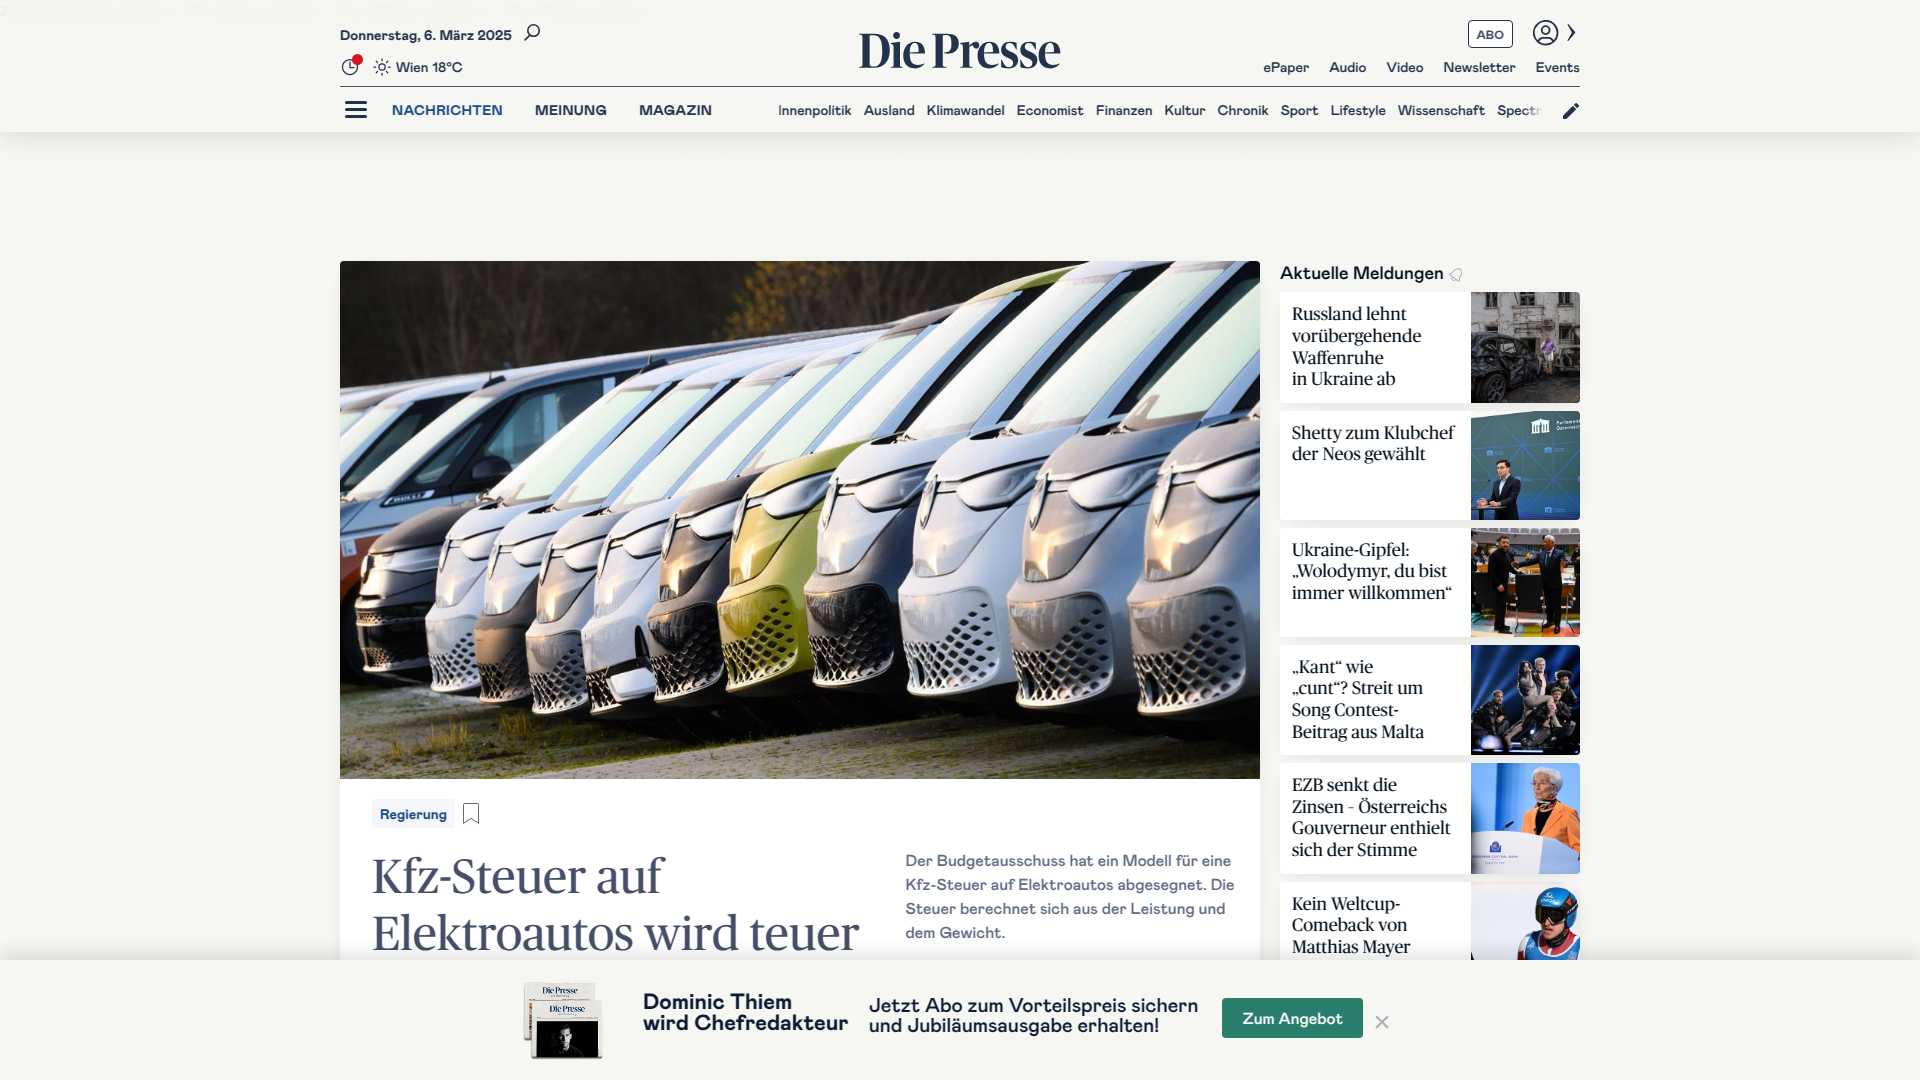 Donnerstag, 6. März 2025
Wien 18°C
Die Presse
ABO
ePaper Audio Video Newsletter Events
NACHRICHTEN MEINUNG MAGAZIN
Innenpolitik Ausland Klimawandel Economist Finanzen Kultur Chronik Sport Lifestyle Wissenschaft Spectr
Aktuelle Meldungen
Russland lehnt
vorübergehende
Waffenruhe
in Ukraine ab
Shetty zum Klubchef
der Neos gewählt
Ukraine-Gipfel:
„Wolodymyr, du bist
immer willkommen“
„Kant“ wie
„cunt“? Streit um
Song Contest-
Beitrag aus Malta
EZB senkt die
Zinsen – Österreichs
Gouverneur enthielt
sich der Stimme
Kein Weltcup-
Comeback von
Matthias Mayer
Regierung
Kfz-Steuer auf
Elektroautos wird teuer
Der Budgetausschuss hat ein Modell für eine
Kfz-Steuer auf Elektroautos abgesegnet. Die
Steuer berechnet sich aus der Leistung und
dem Gewicht.
Die Presse
Die Presse
Dominic Thiem
wird Chefredakteur
Jetzt Abo zum Vorteilspreis sichern
und Jubiläumsausgabe erhalten!
Zum Angebot